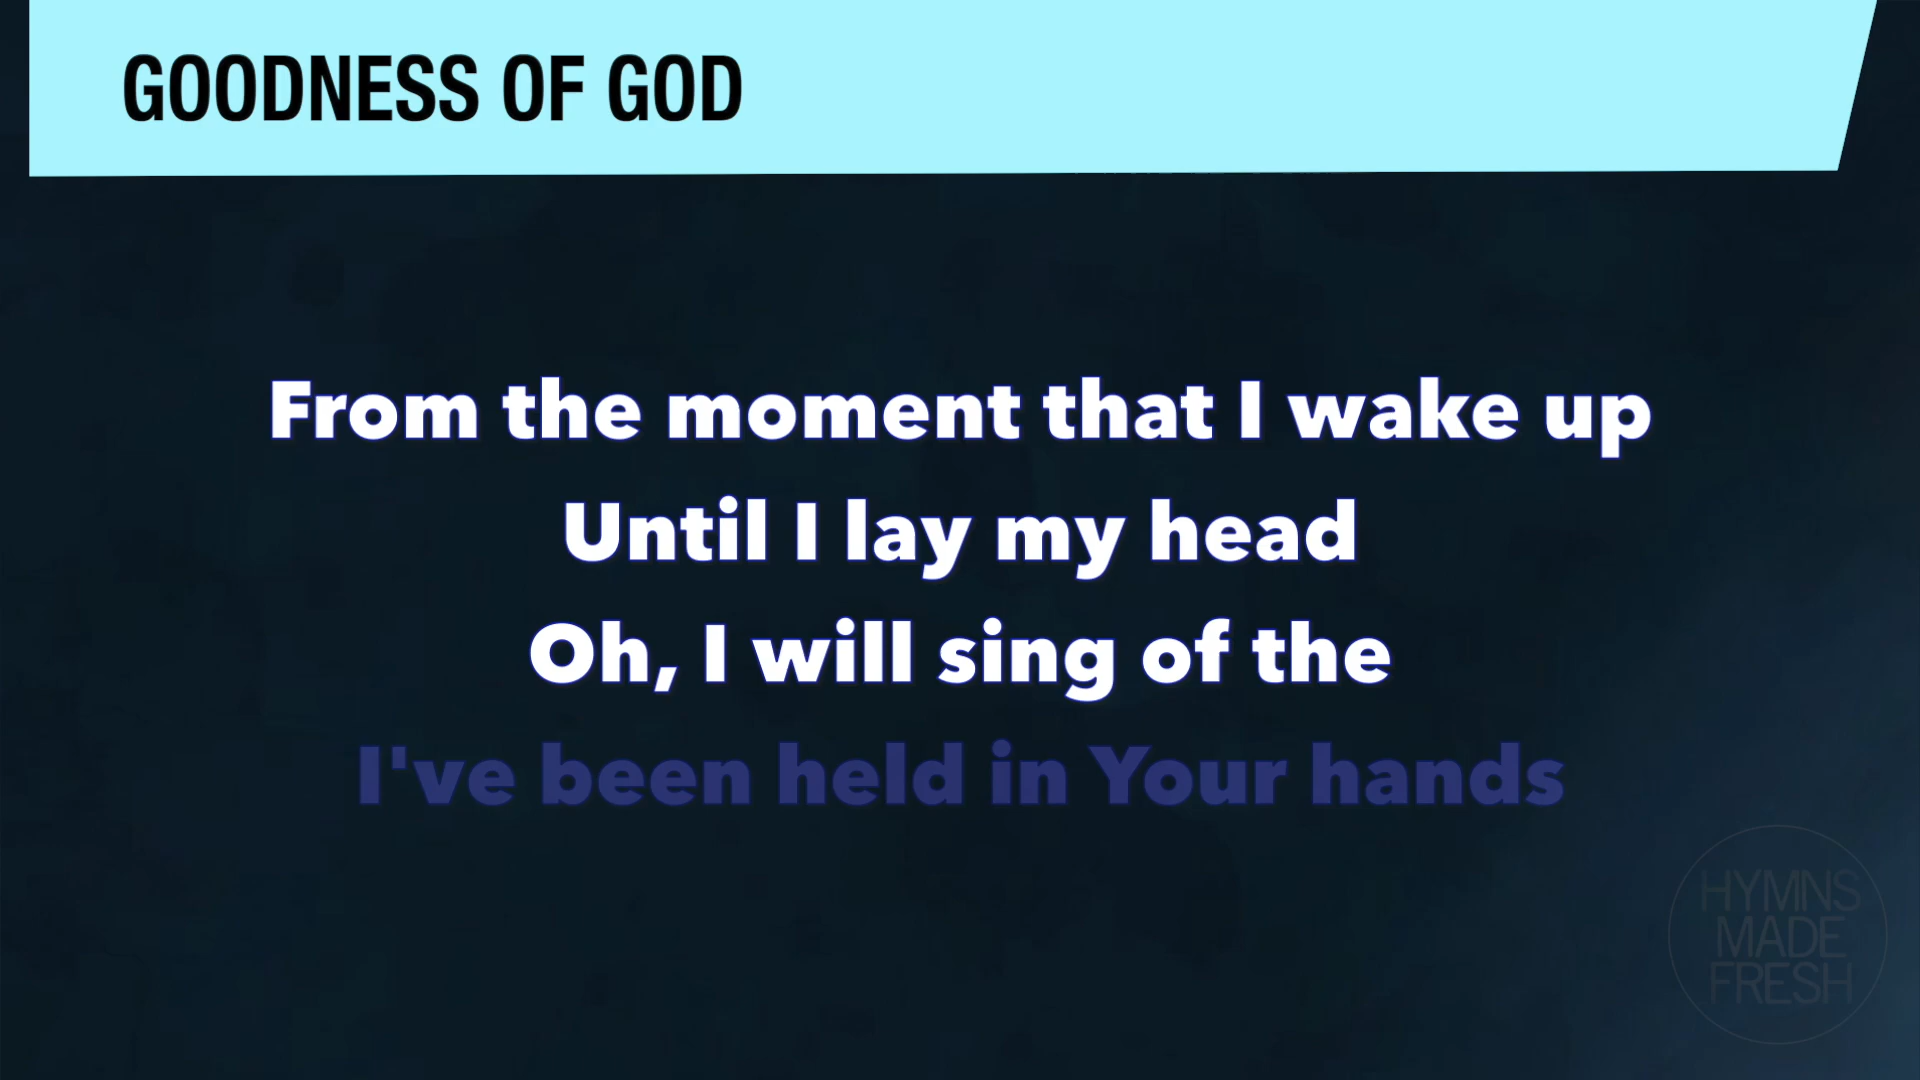 GOODNESS OF GOD
From the moment that I wake up
Until I lay my head
Oh, I will sing of the
I've been held in Your hands
HYMNS
MADE
FRESH